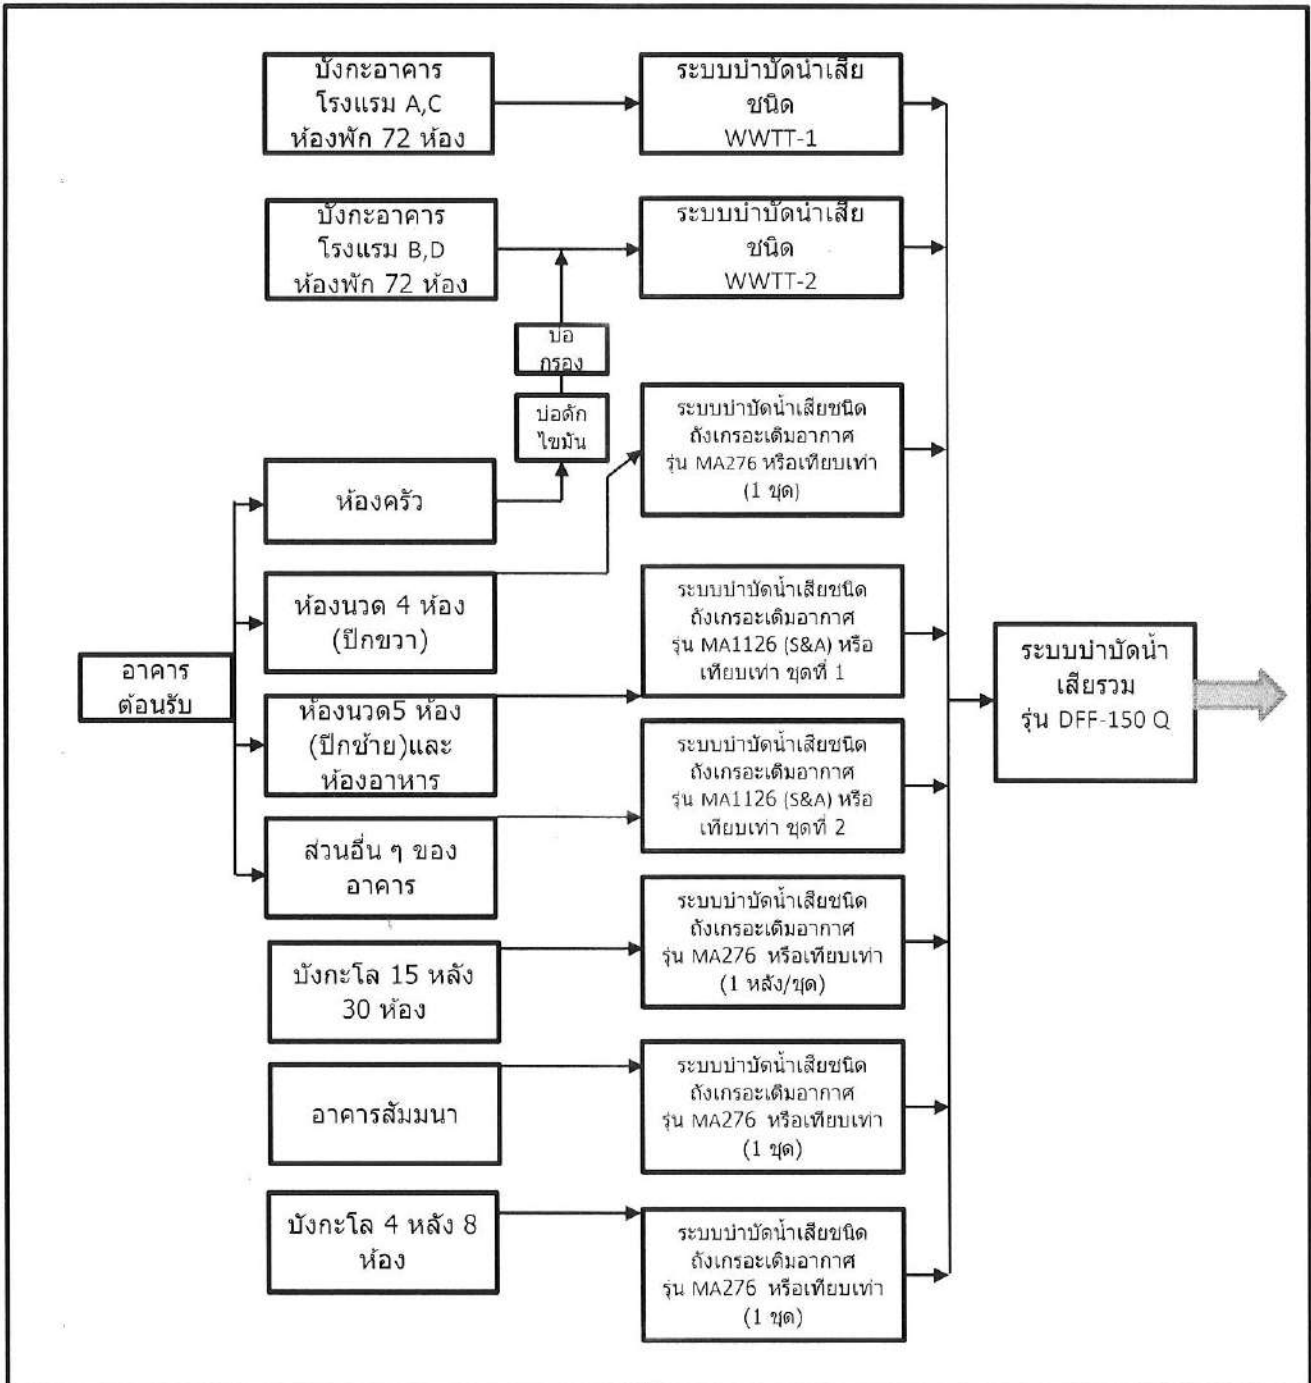 บังกะอาคาร
โรงแรม A,C
ห้องพัก 72 ห้อง
ระบบบำบัดน้ำเสีย
ชนิด
WWTT-1
บังกะอาคาร
โรงแรม B,D
ห้องพัก 72 ห้อง
ระบบบำบัดน้ำเสีย
ชนิด
WWTT-2
บ่อ
กรอง
บ่อดัก
ไขมัน
ระบบบำบัดน้ำเสียชนิด
ถังเกรอะเติมอากาศ
รุ่น MA276 หรือเทียบเท่า
(1 ชุด)
ห้องครัว
ห้องนวด 4 ห้อง
(ปีกขวา)
ระบบบำบัดน้ำเสียชนิด
ถังเกรอะเติมอากาศ
รุ่น MA1126 (S&A) หรือ
เทียบเท่า ชุดที่ 1
อาคาร
ต้อนรับ
ห้องนวด5 ห้อง
(ปีกซ้าย)และ
ห้องอาหาร
ระบบบำบัดน้ำเสียชนิด
ถังเกรอะเติมอากาศ
รุ่น MA1126 (S&A) หรือ
เทียบเท่า ชุดที่ 2
ระบบบำบัดน้ำ
เสียรวม
รุ่น DFF-150 Q
ส่วนอื่น ๆ ของ
อาคาร
ระบบบำบัดน้ำเสียชนิด
ถังเกรอะเติมอากาศ
รุ่น MA276 หรือเทียบเท่า
(1 หลัง/ชุด)
บังกะโล 15 หลัง
30 ห้อง
อาคารสัมมนา
ระบบบำบัดน้ำเสียชนิด
ถังเกรอะเติมอากาศ
รุ่น MA276 หรือเทียบเท่า
(1 ชุด)
บังกะโล 4 หลัง 8
ห้อง
ระบบบำบัดน้ำเสียชนิด
ถังเกรอะเติมอากาศ
รุ่น MA276 หรือเทียบเท่า
(1 ชุด)